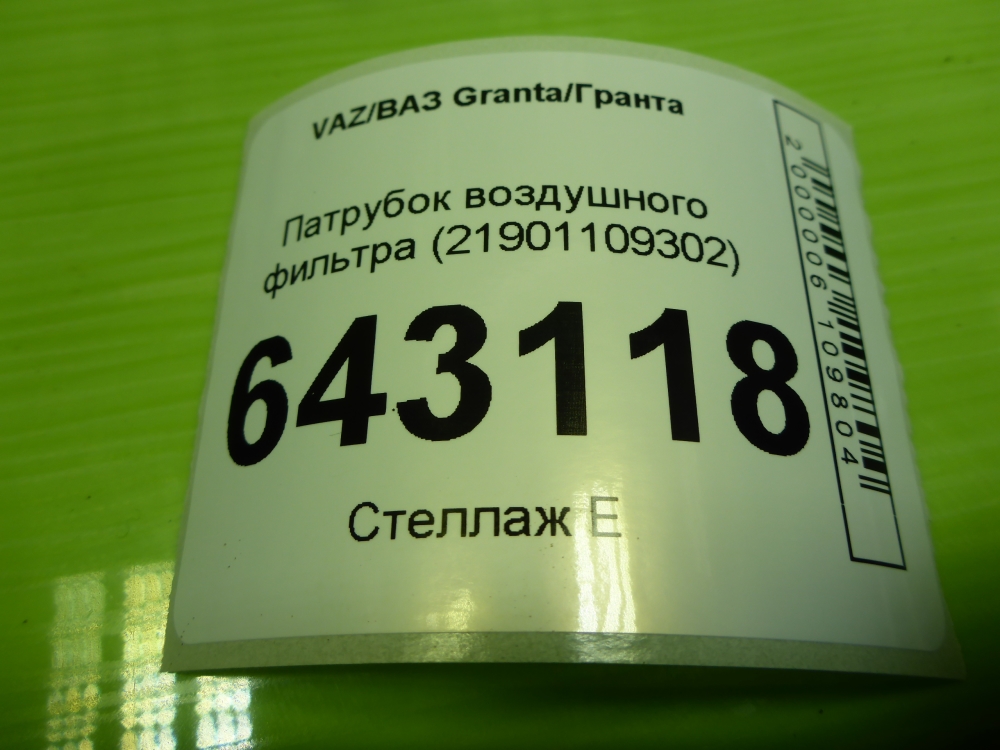 VAZ/ВАЗ Granta/Гранта
Патрубок воздушного
фильтра (21901109302)
643118
Стеллаж E
2000006109804